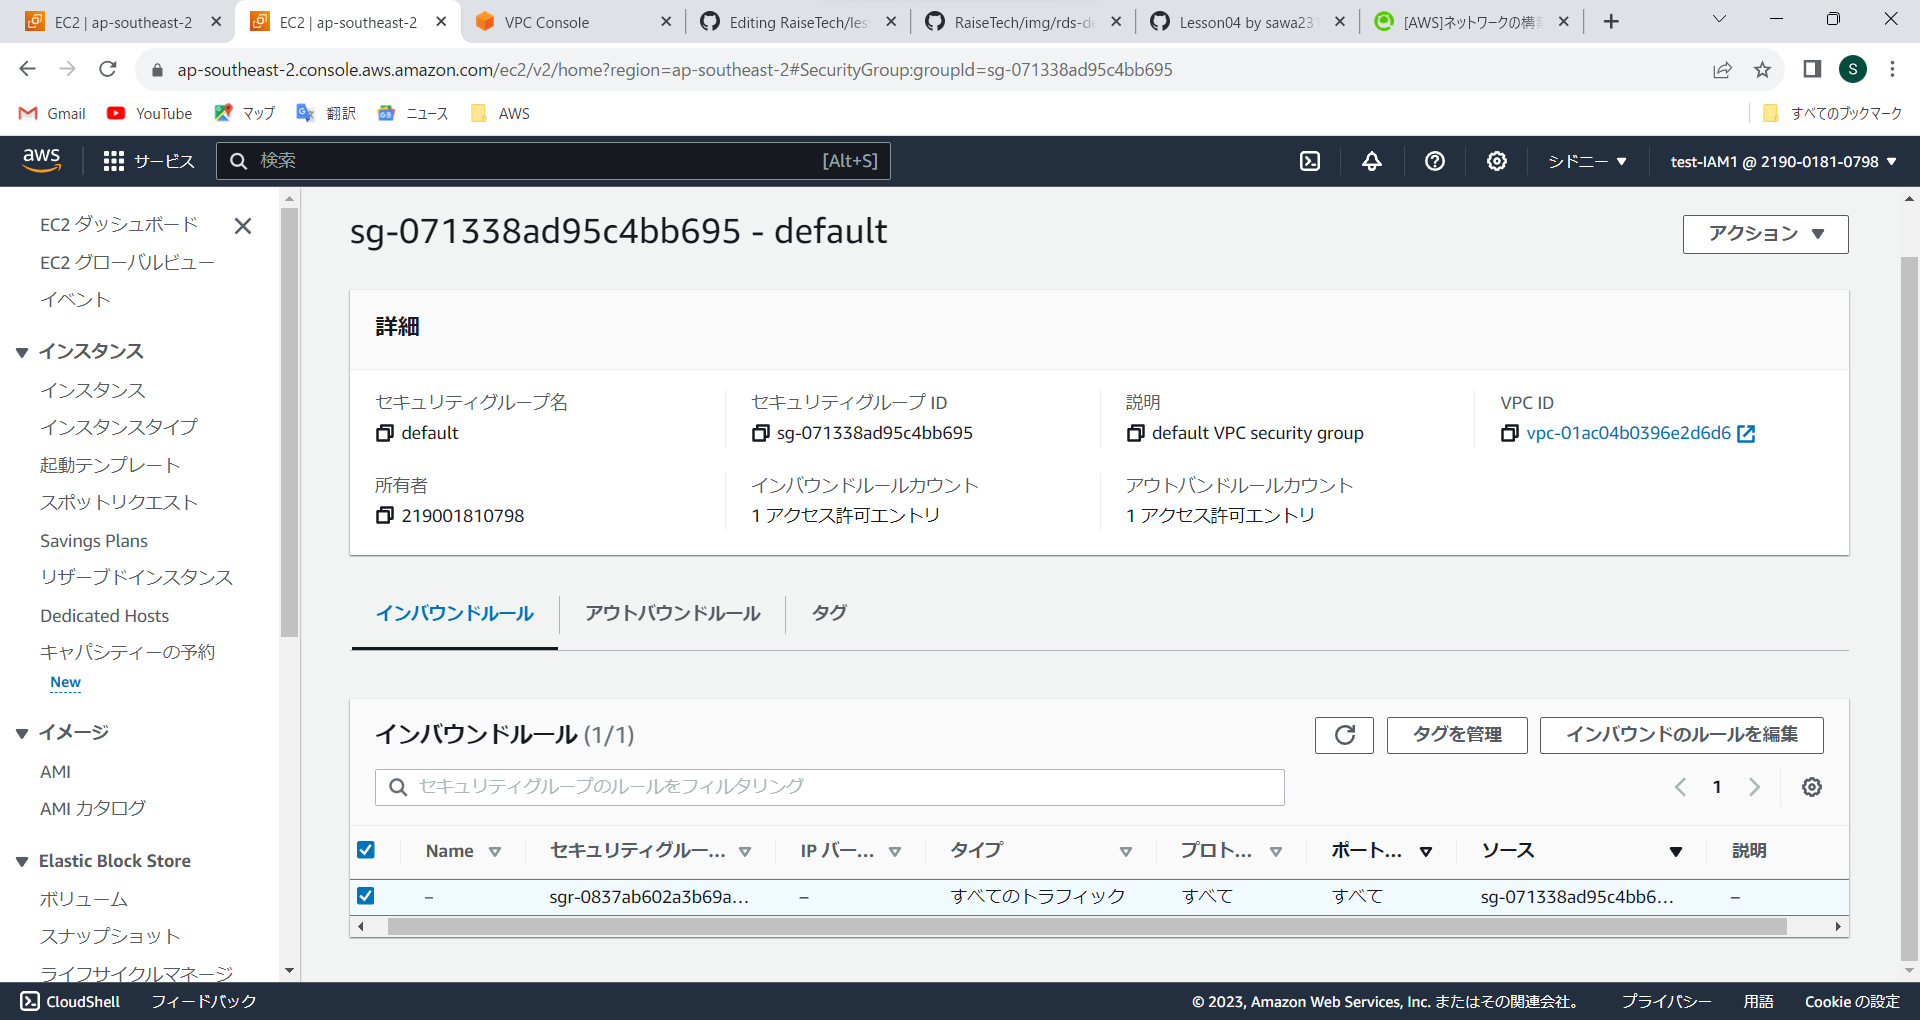 EC2 | ap-southeast-2
EC2 | ap-southeast-2
VPC Console
Editing RaiseTech/les
RaiseTech/img/rds-de
Lesson04 by sawa231
[AWS]ネットワークの構築
ap-southeast-2.console.aws.amazon.com/ec2/v2/home?region=ap-southeast-2#SecurityGroup:groupId=sg-071338ad95c4bb695
S
Gmail
YouTube
マップ
翻訳
ニュース
AWS
すべてのブックマーク
aws
サービス
検索
[Alt+S]
シドニー
test-IAM1 @ 2190-0181-0798
EC2 ダッシュボード
EC2 グローバルビュー
イベント
インスタンス
インスタンス
インスタンスタイプ
起動テンプレート
スポットリクエスト
Savings Plans
リザーブドインスタンス
Dedicated Hosts
キャパシティーの予約
New
イメージ
AMI
AMI カタログ
Elastic Block Store
ボリューム
スナップショット
ライフサイクルマネージ
sg-071338ad95c4bb695 - default
アクション
詳細
セキュリティグループ名
default
セキュリティグループ ID
sg-071338ad95c4bb695
説明
default VPC security group
VPC ID
vpc-01ac04b0396e2d6d6
所有者
219001810798
インバウンドルールカウント
1 アクセス許可エントリ
アウトバンドルールカウント
1 アクセス許可エントリ
インバウンドルール
アウトバウンドルール
タグ
インバウンドルール (1/1)
タグを管理
インバウンドのルールを編集
セキュリティグループのルールをフィルタリング
1
Name
セキュリティグルー...
IP バー...
タイプ
プロト...
ポート...
ソース
説明
–
sgr-0837ab602a3b69a...
–
すべてのトラフィック
すべて
すべて
sg-071338ad95c4bb6...
–
CloudShell
フィードバック
© 2023, Amazon Web Services, Inc. またはその関連会社。
プライバシー
用語
Cookie の設定